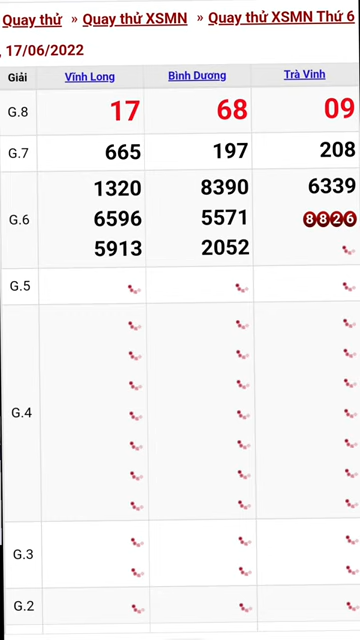 Quay thử » Quay thử XSMN » Quay thử XSMN Thứ 6
, 17/06/2022
Giải Vĩnh Long Bình Dương Trà Vinh
G.8 17 68 09
G.7 665 197 208
1320 8390 6339
G.6 6596 5571 8826
5913 2052
G.5
G.4
G.3
G.2